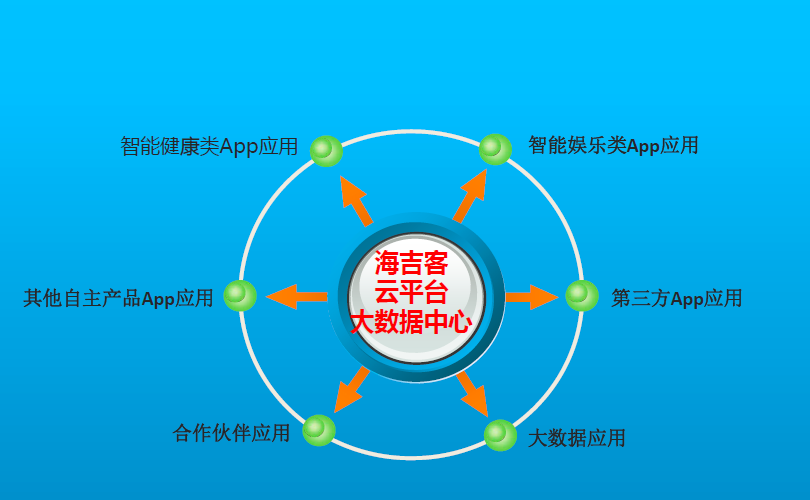 智能健康类App应用
智能娱乐类App应用
海吉客
云平台
大数据中心
其他自主产品App应用
第三方App应用
合作伙伴应用
大数据应用